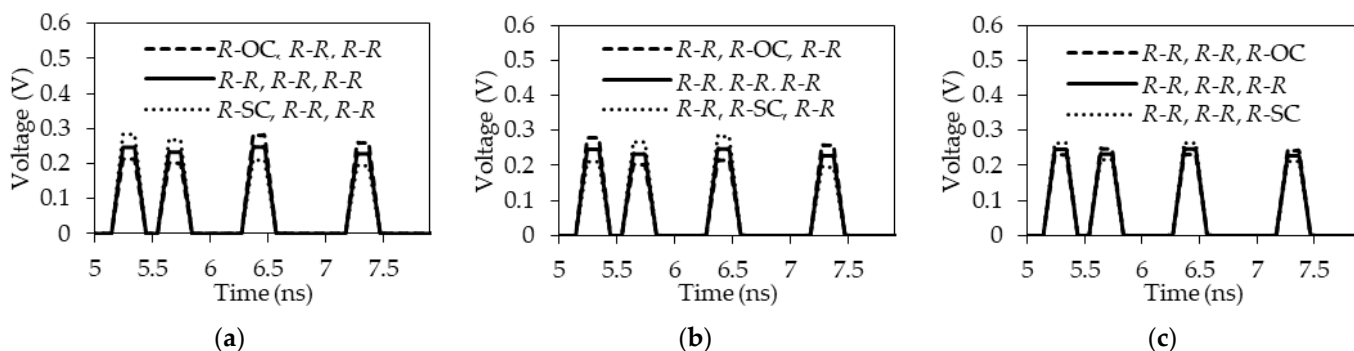 0.6
0.5
0.4
0.3
0.2
0.1
0
Voltage (V)
R-OC, R-R, R-R
R-R, R-R, R-R
R-SC, R-R, R-R
5 5.5 6 6.5 7 7.5
Time (ns)
(a)
0.6
0.5
0.4
0.3
0.2
0.1
0
Voltage (V)
R-R, R-OC, R-R
R-R. R-R. R-R
R-R, R-SC, R-R
5 5.5 6 6.5 7 7.5
Time (ns)
(b)
0.6
0.5
0.4
0.3
0.2
0.1
0
Voltage (V)
R-R, R-R, R-OC
R-R, R-R, R-R
R-R, R-R, R-SC
5 5.5 6 6.5 7 7.5
Time (ns)
(c)